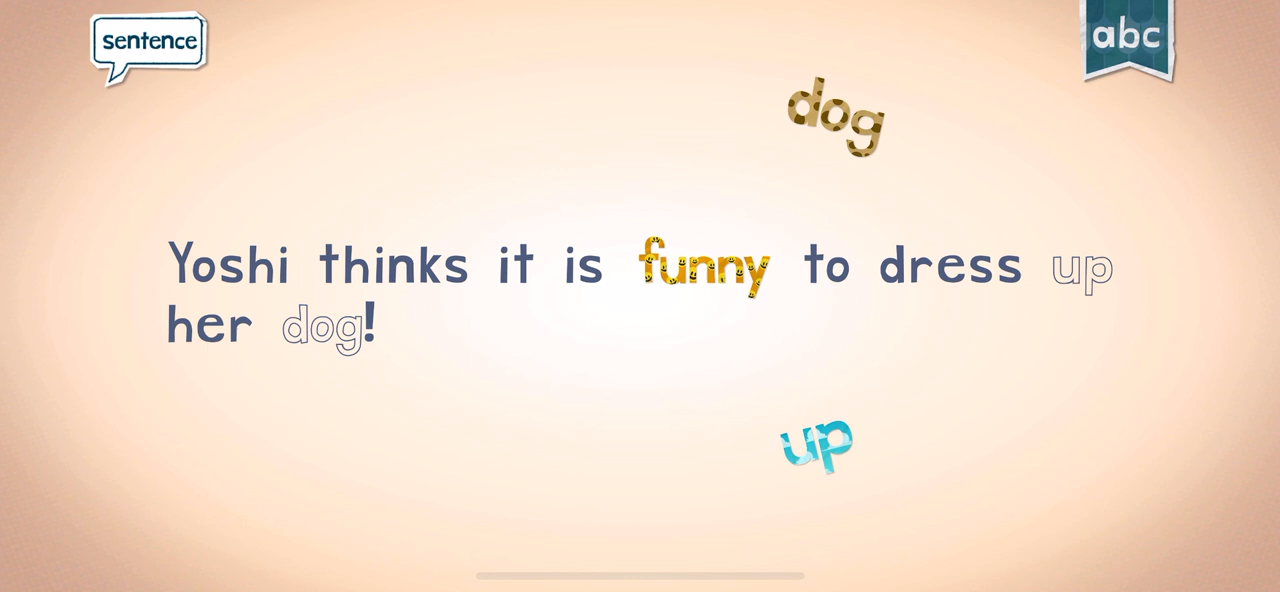 sentence
abc
dog
Yoshi thinks it is funny to dress up
her dog!
up